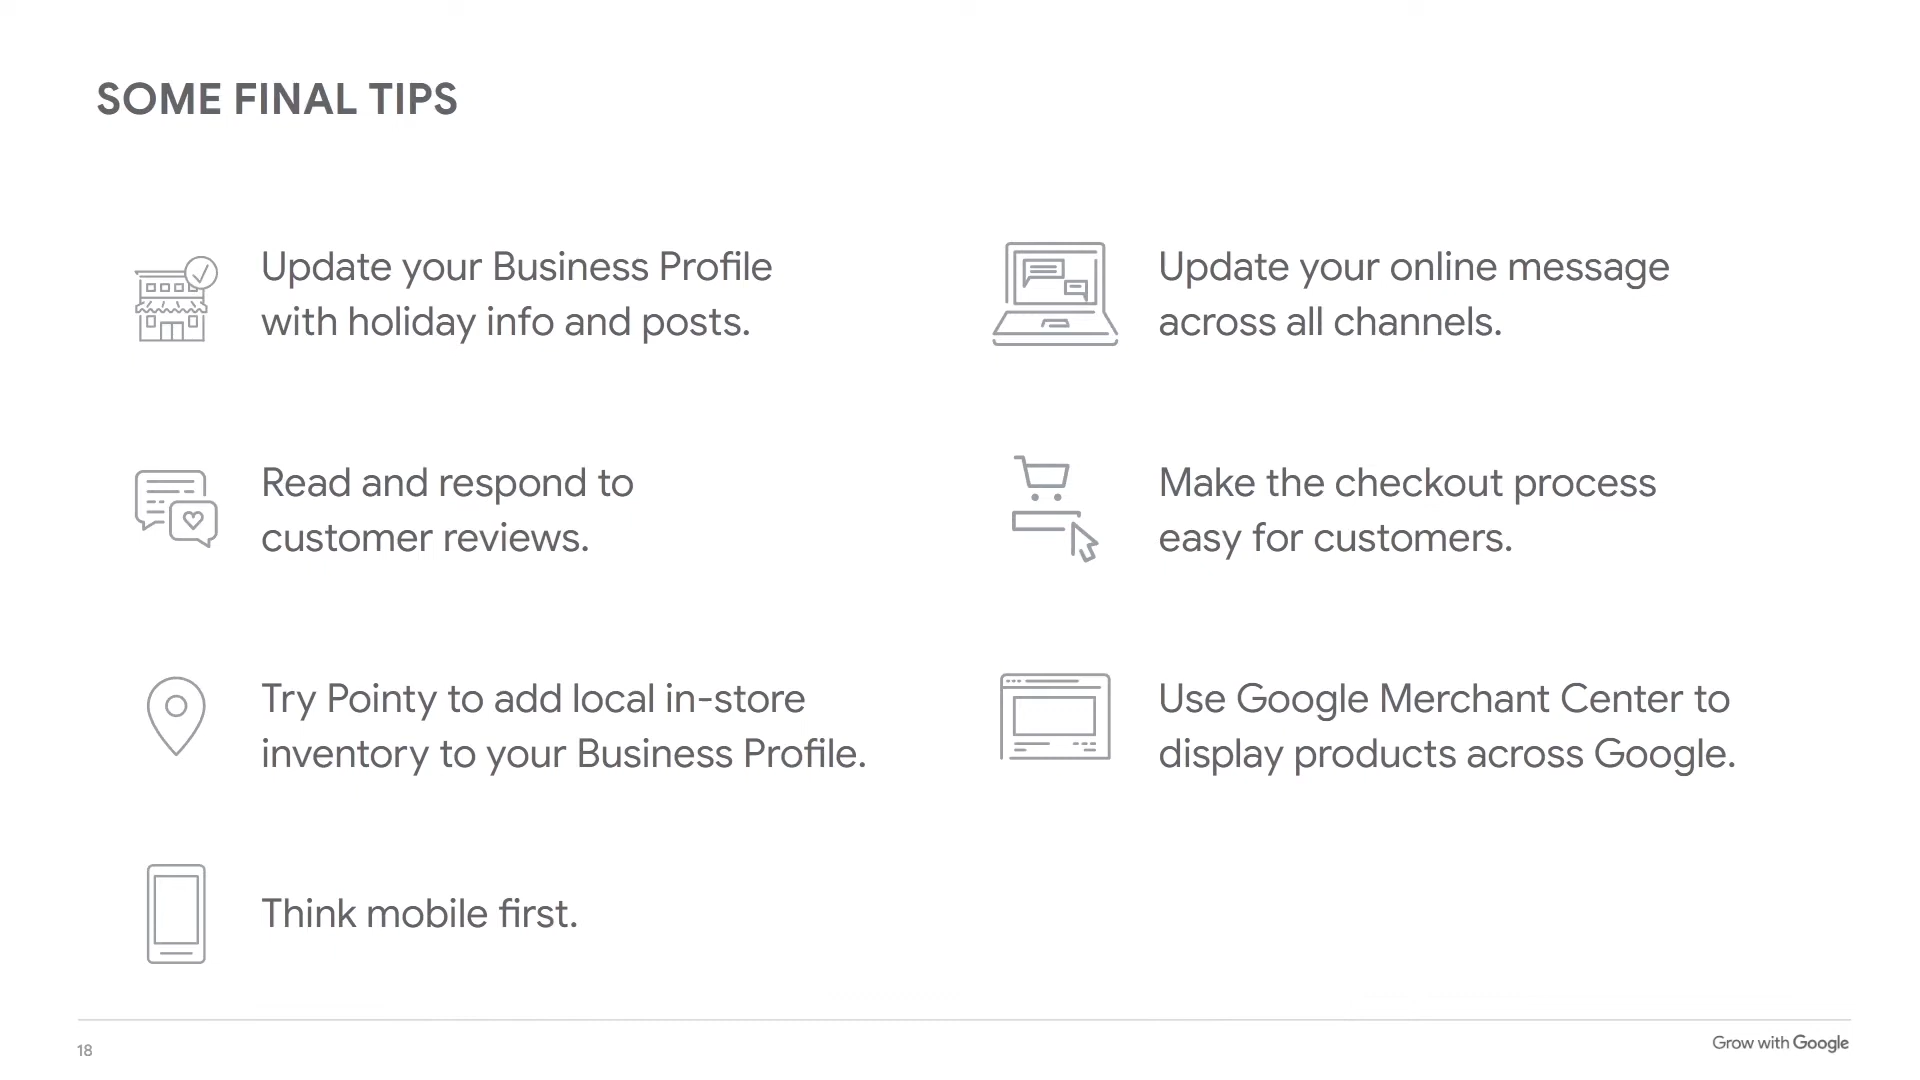 SOME FINAL TIPS
Update your Business Profile
with holiday info and posts.
Update your online message
across all channels.
Read and respond to
customer reviews.
Make the checkout process
easy for customers.
Try Pointy to add local in-store
inventory to your Business Profile.
Use Google Merchant Center to
display products across Google.
Think mobile first.
18
Grow with Google